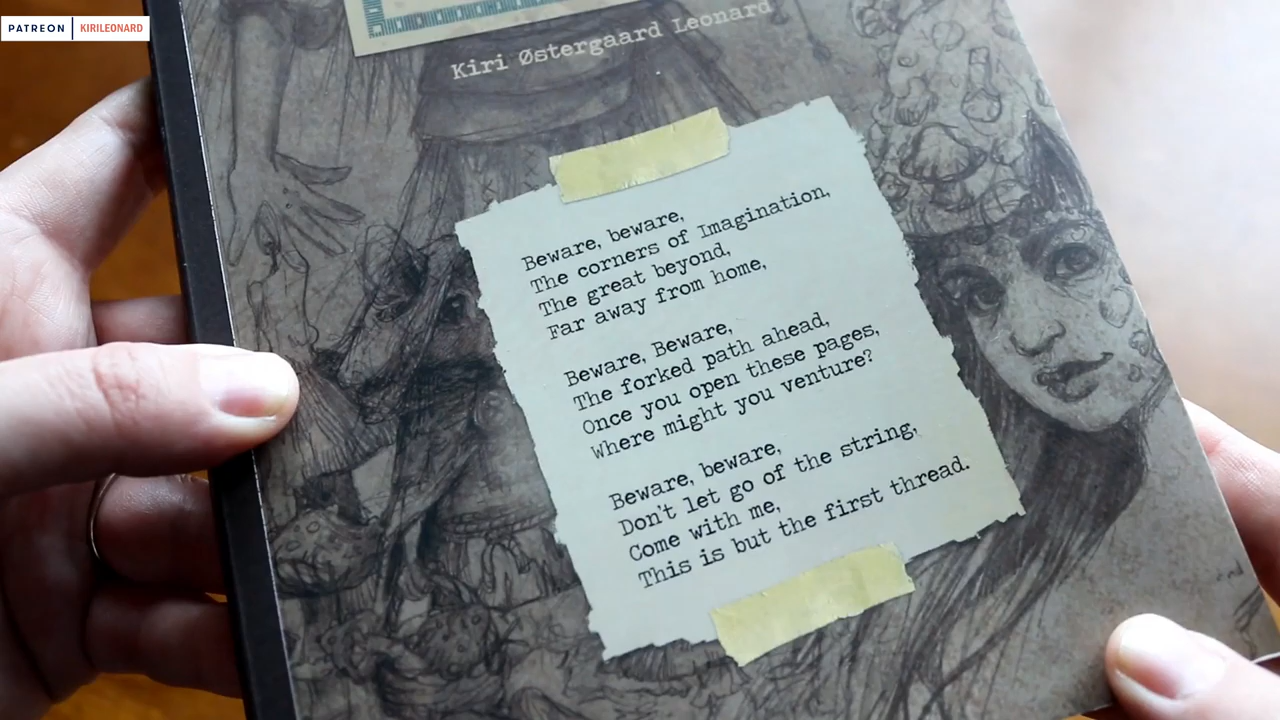 PATREON | KIRILEONARD
Kiri Østergaard Leonard
Beware, beware,
The corners of Imagination,
The great beyond,
Far away from home,
Beware, Beware,
The forked path ahead,
Once you open these pages,
Where might you venture?
Beware, beware,
Don't let go of the string,
Come with me,
This is but the first thread.